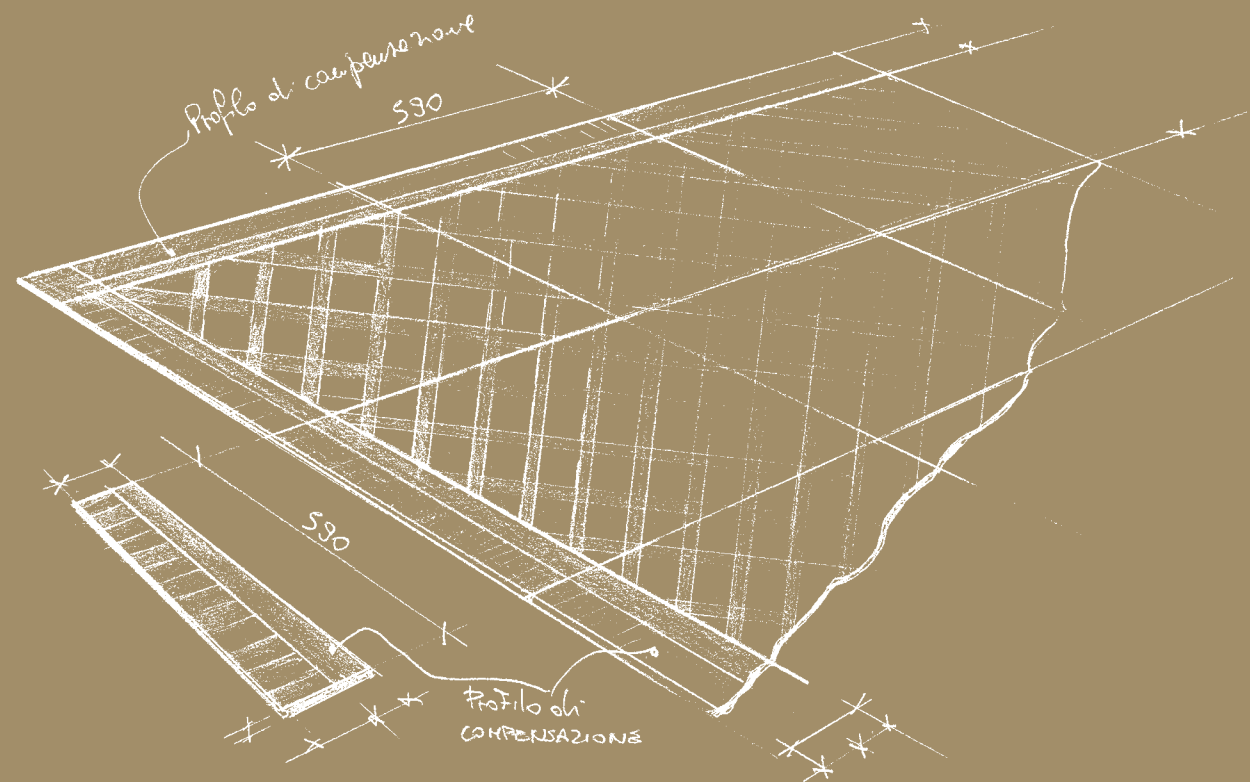 Profilo di compensazione
590
590
Profilo di
COMPENSAZIONE